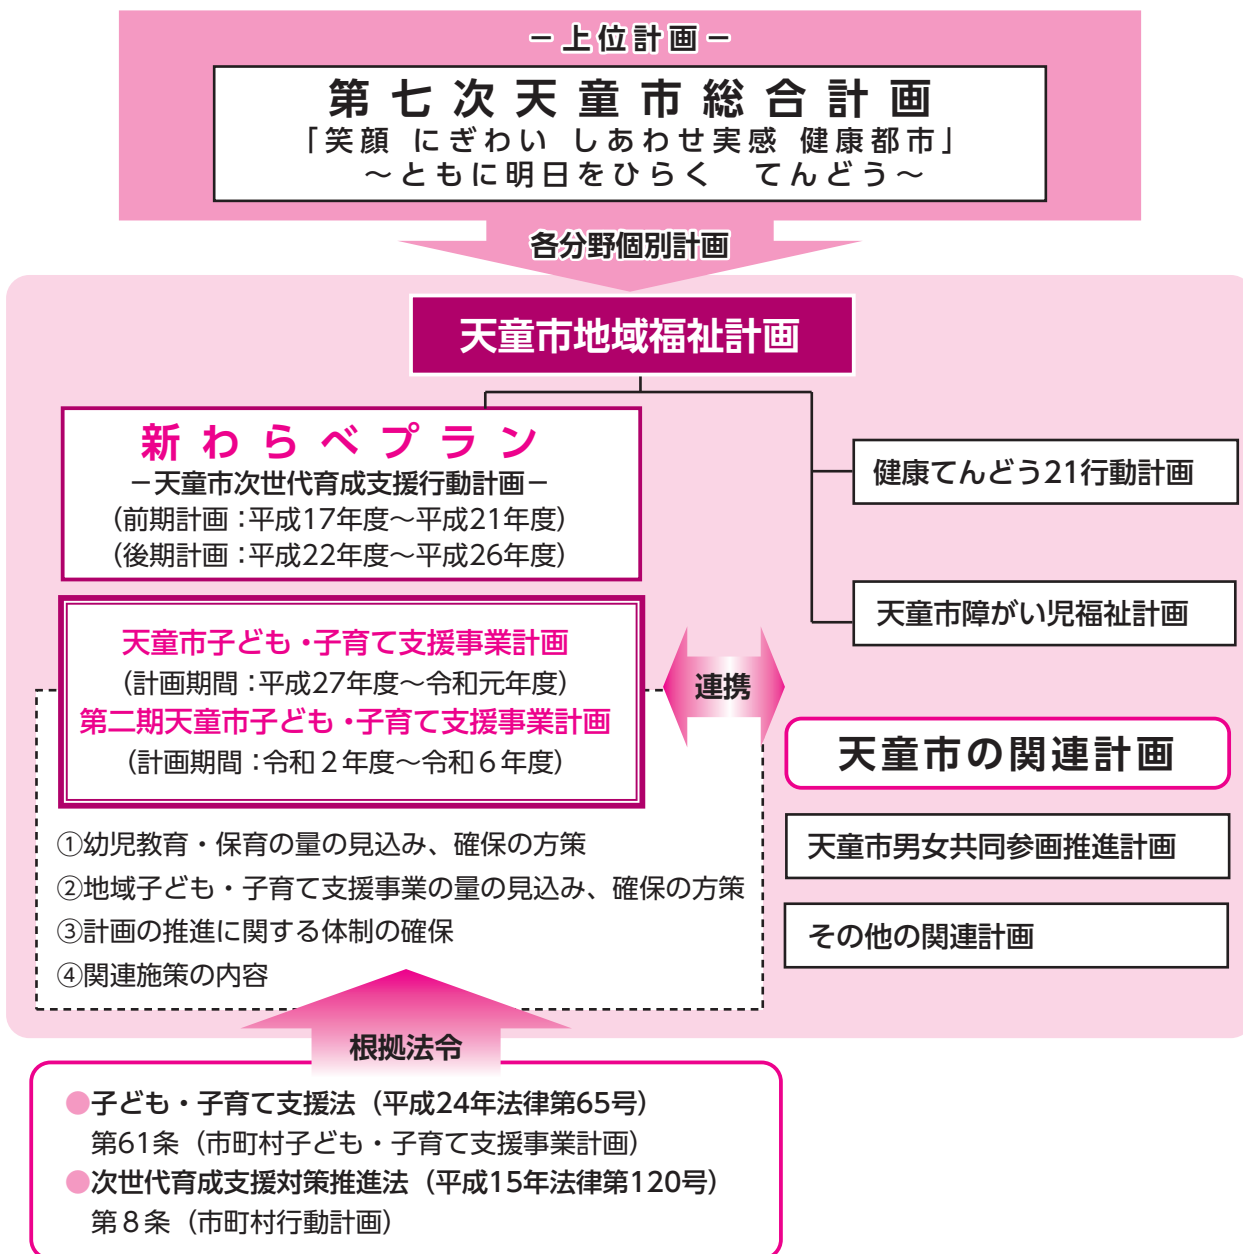 －上位計画－
第七次天童市総合計画
「笑顔 にぎわい しあわせ実感 健康都市」
～ともに明日をひらく　てんどう～
各分野個別計画
天童市地域福祉計画
新わらべプラン
－天童市次世代育成支援行動計画－
（前期計画：平成17年度～平成21年度）
（後期計画：平成22年度～平成26年度）
健康てんどう21行動計画
天童市障がい児福祉計画
天童市子ども・子育て支援事業計画
（計画期間：平成27年度～令和元年度）
第二期天童市子ども・子育て支援事業計画
（計画期間：令和２年度～令和６年度）
連携
天童市の関連計画
天童市男女共同参画推進計画
その他の関連計画
①幼児教育・保育の量の見込み、確保の方策
②地域子ども・子育て支援事業の量の見込み、確保の方策
③計画の推進に関する体制の確保
④関連施策の内容
根拠法令
●子ども・子育て支援法（平成24年法律第65号）
第61条（市町村子ども・子育て支援事業計画）
●次世代育成支援対策推進法（平成15年法律第120号）
第８条（市町村行動計画）